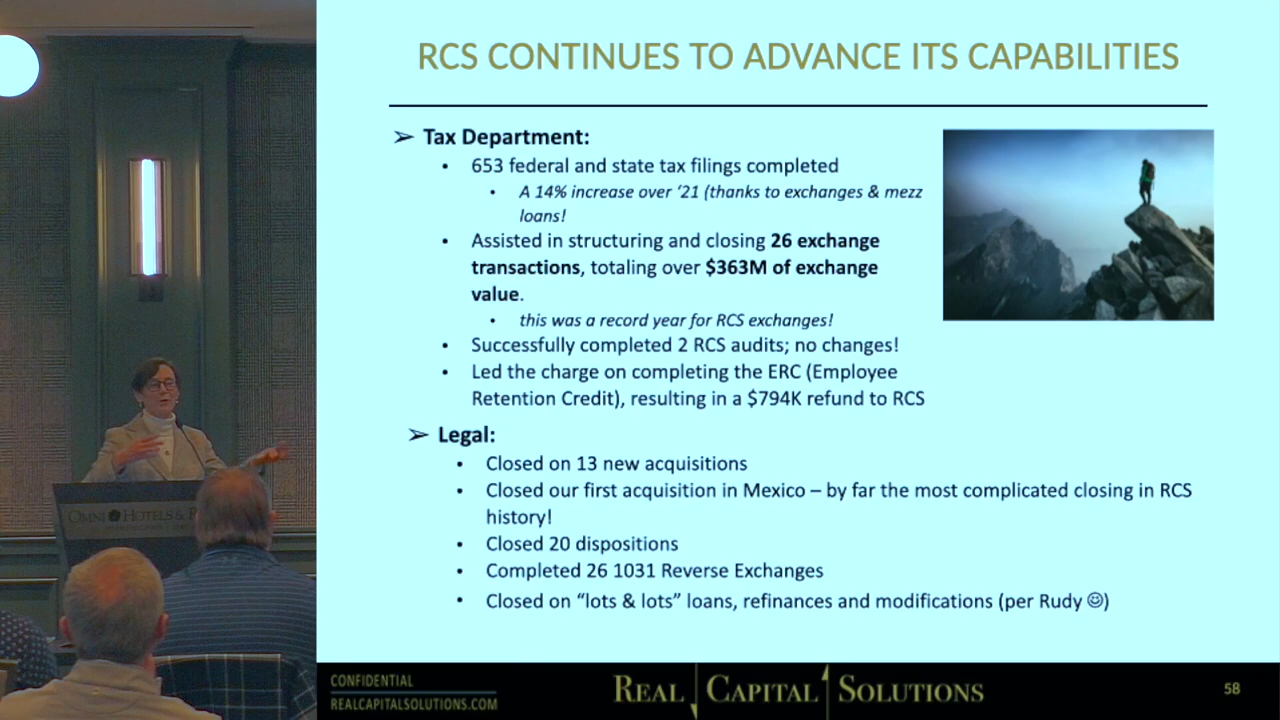 RCS CONTINUES TO ADVANCE ITS CAPABILITIES
➢ Tax Department:
• 653 federal and state tax filings completed
• A 14% increase over ‘21 (thanks to exchanges & mezz
loans!
• Assisted in structuring and closing 26 exchange
transactions, totaling over $363M of exchange
value.
• this was a record year for RCS exchanges!
• Successfully completed 2 RCS audits; no changes!
• Led the charge on completing the ERC (Employee
Retention Credit), resulting in a $794K refund to RCS
➢ Legal:
• Closed on 13 new acquisitions
• Closed our first acquisition in Mexico – by far the most complicated closing in RCS
history!
• Closed 20 dispositions
• Completed 26 1031 Reverse Exchanges
• Closed on “lots & lots” loans, refinances and modifications (per Rudy ☺)
OMNI HOTELS & R
CONFIDENTIAL
REALCAPITALSOLUTIONS.COM
REAL CAPITAL SOLUTIONS
58